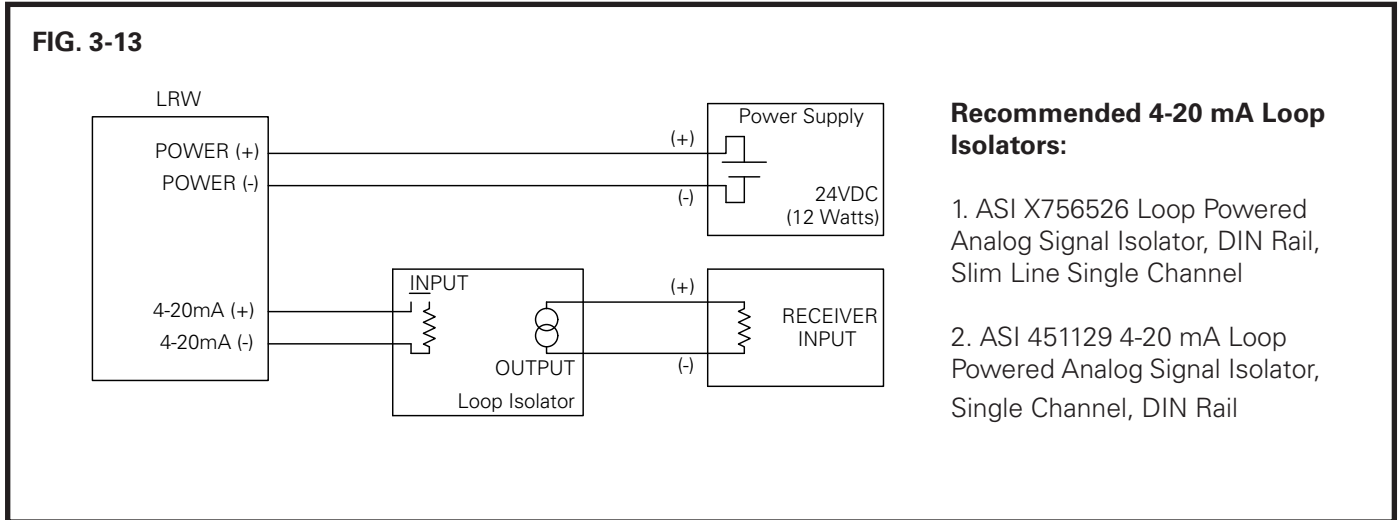 FIG. 3-13
LRW
POWER (+)
POWER (-)
4-20mA (+)
4-20mA (-)
(+)
(-)
Power Supply
24VDC
(12 Watts)
INPUT
OUTPUT
Loop Isolator
(+)
(-)
RECEIVER
INPUT
Recommended 4-20 mA Loop
Isolators:
1. ASI X756526 Loop Powered
Analog Signal Isolator, DIN Rail,
Slim Line Single Channel
2. ASI 451129 4-20 mA Loop
Powered Analog Signal Isolator,
Single Channel, DIN Rail